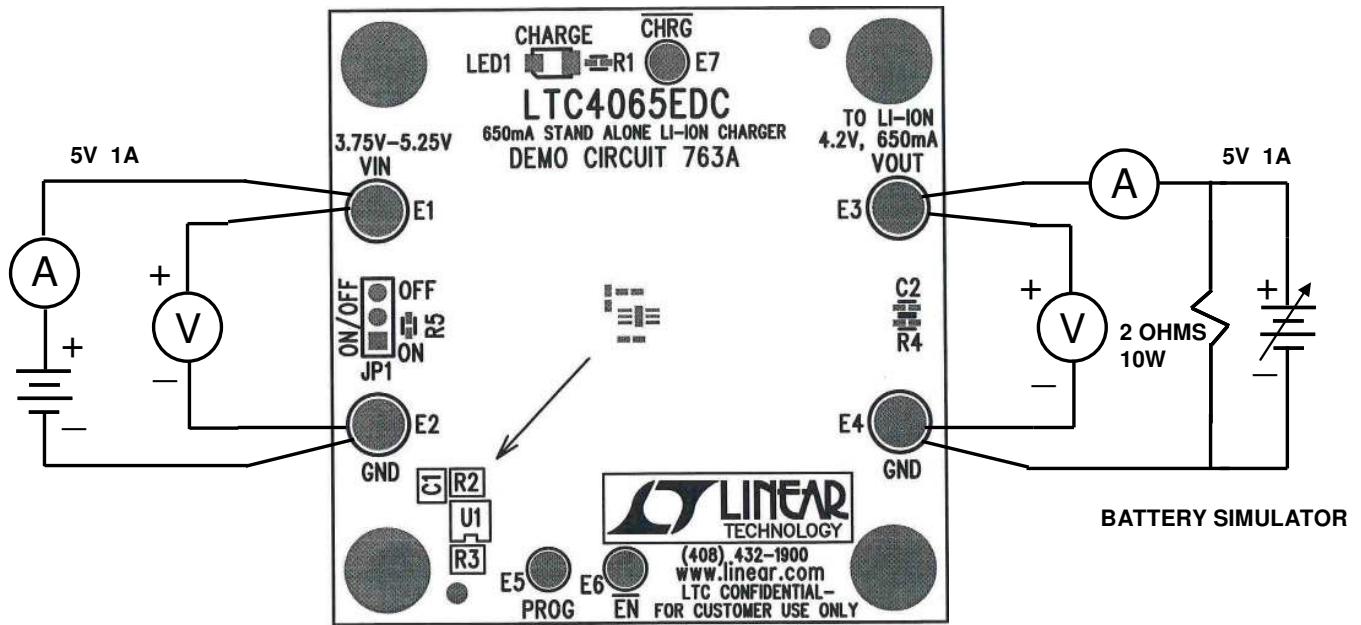 CHRG
CHARGE
LED1
R1
E7
LTC4065EDC
650mA STAND ALONE LI-ION CHARGER
DEMO CIRCUIT 763A
3.75V-5.25V
VIN
TO LI-ION
4.2V, 650mA
VOUT
5V 1A
5V 1A
A
E1
E3
A
+
V
+
–
ON/OFF
OFF
ON
R5
JP1
C2
R4
+
V
–
2 OHMS
10W
+
–
–
E2
GND
E4
GND
C1
R2
U1
R3
LINEAR
TECHNOLOGY
(408) 432-1900
www.linear.com
LTC CONFIDENTIAL-
FOR CUSTOMER USE ONLY
E5
PROG
E6
EN
BATTERY SIMULATOR